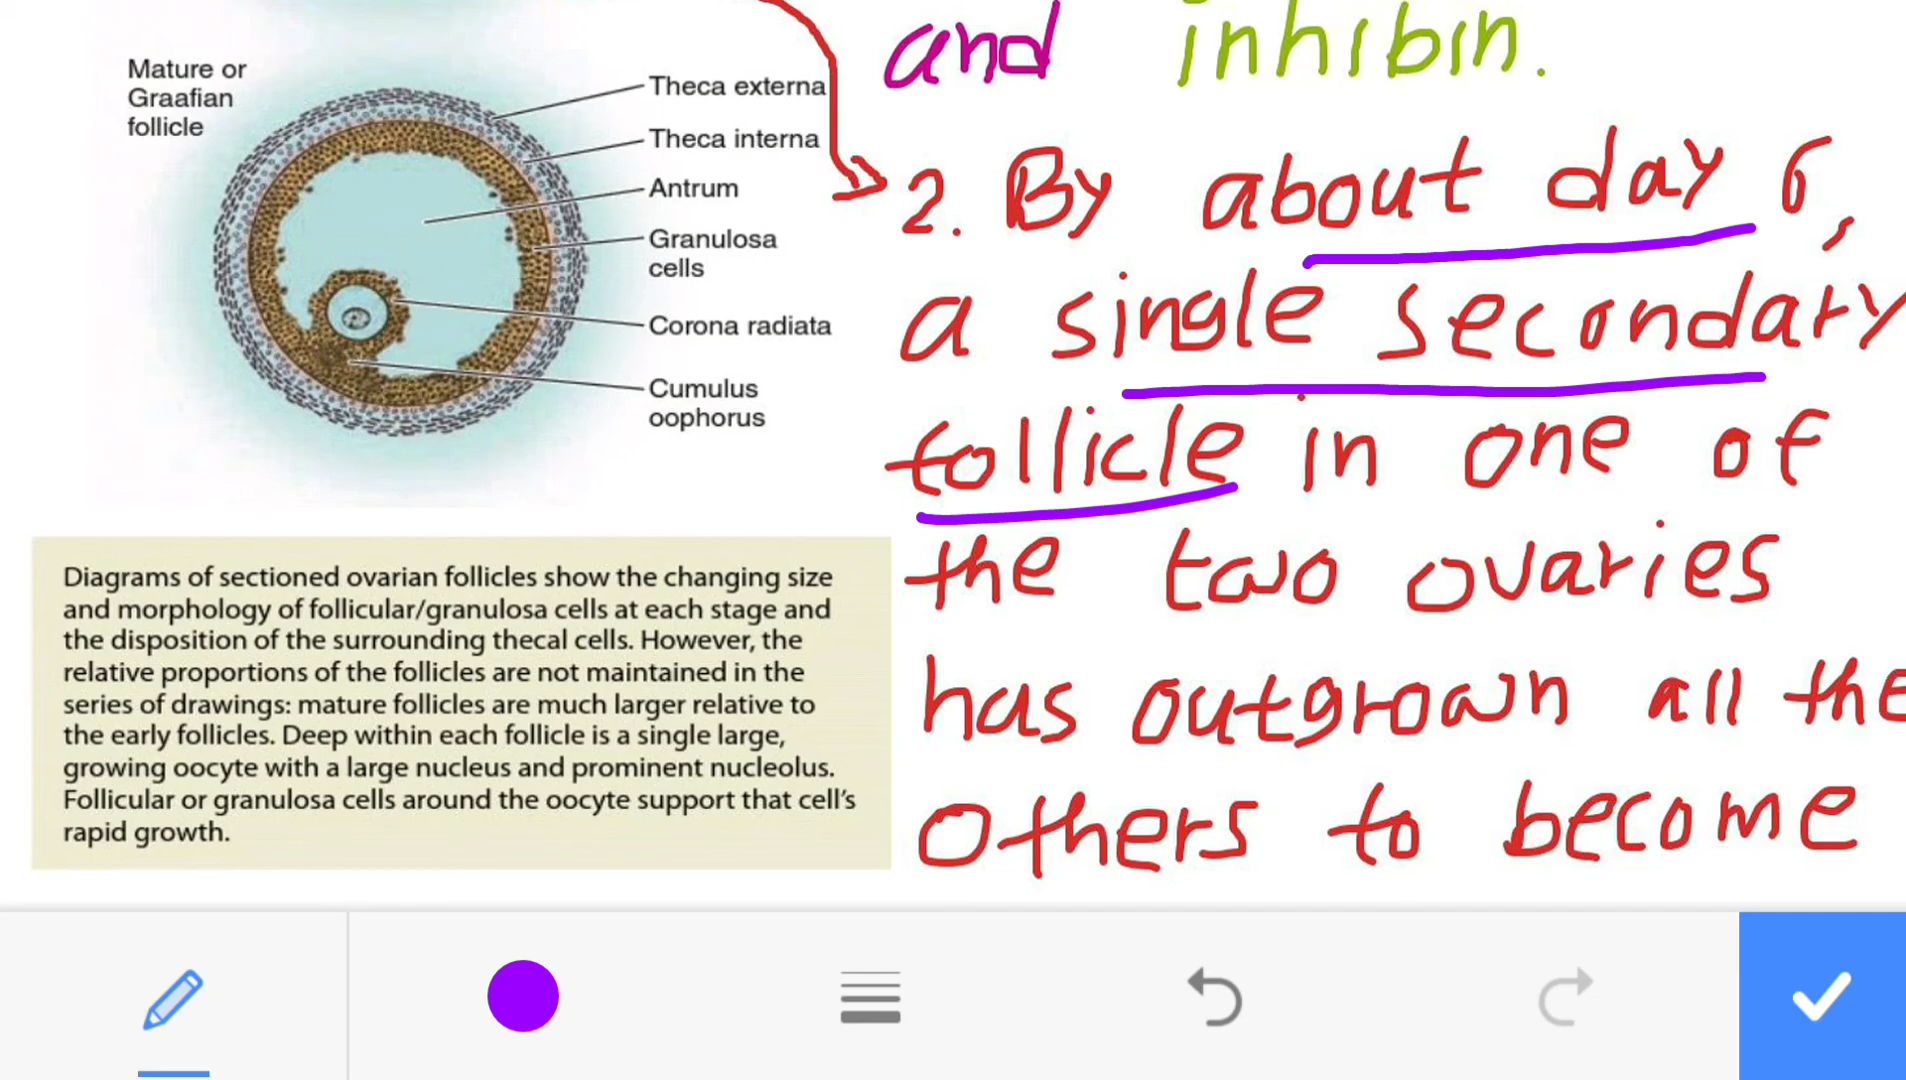 Mature or
Graafian
follicle
Theca externa
Theca interna
Antrum
Granulosa
cells
Corona radiata
Cumulus
oophorus
Diagrams of sectioned ovarian follicles show the changing size
and morphology of follicular/granulosa cells at each stage and
the disposition of the surrounding thecal cells. However, the
relative proportions of the follicles are not maintained in the
series of drawings: mature follicles are much larger relative to
the early follicles. Deep within each follicle is a single large,
growing oocyte with a large nucleus and prominent nucleolus.
Follicular or granulosa cells around the oocyte support that cell's
rapid growth.
and inhibin.
2. By about day 6,
a single secondary
follicle in one of
the two ovaries
has outgrown all the
others to become